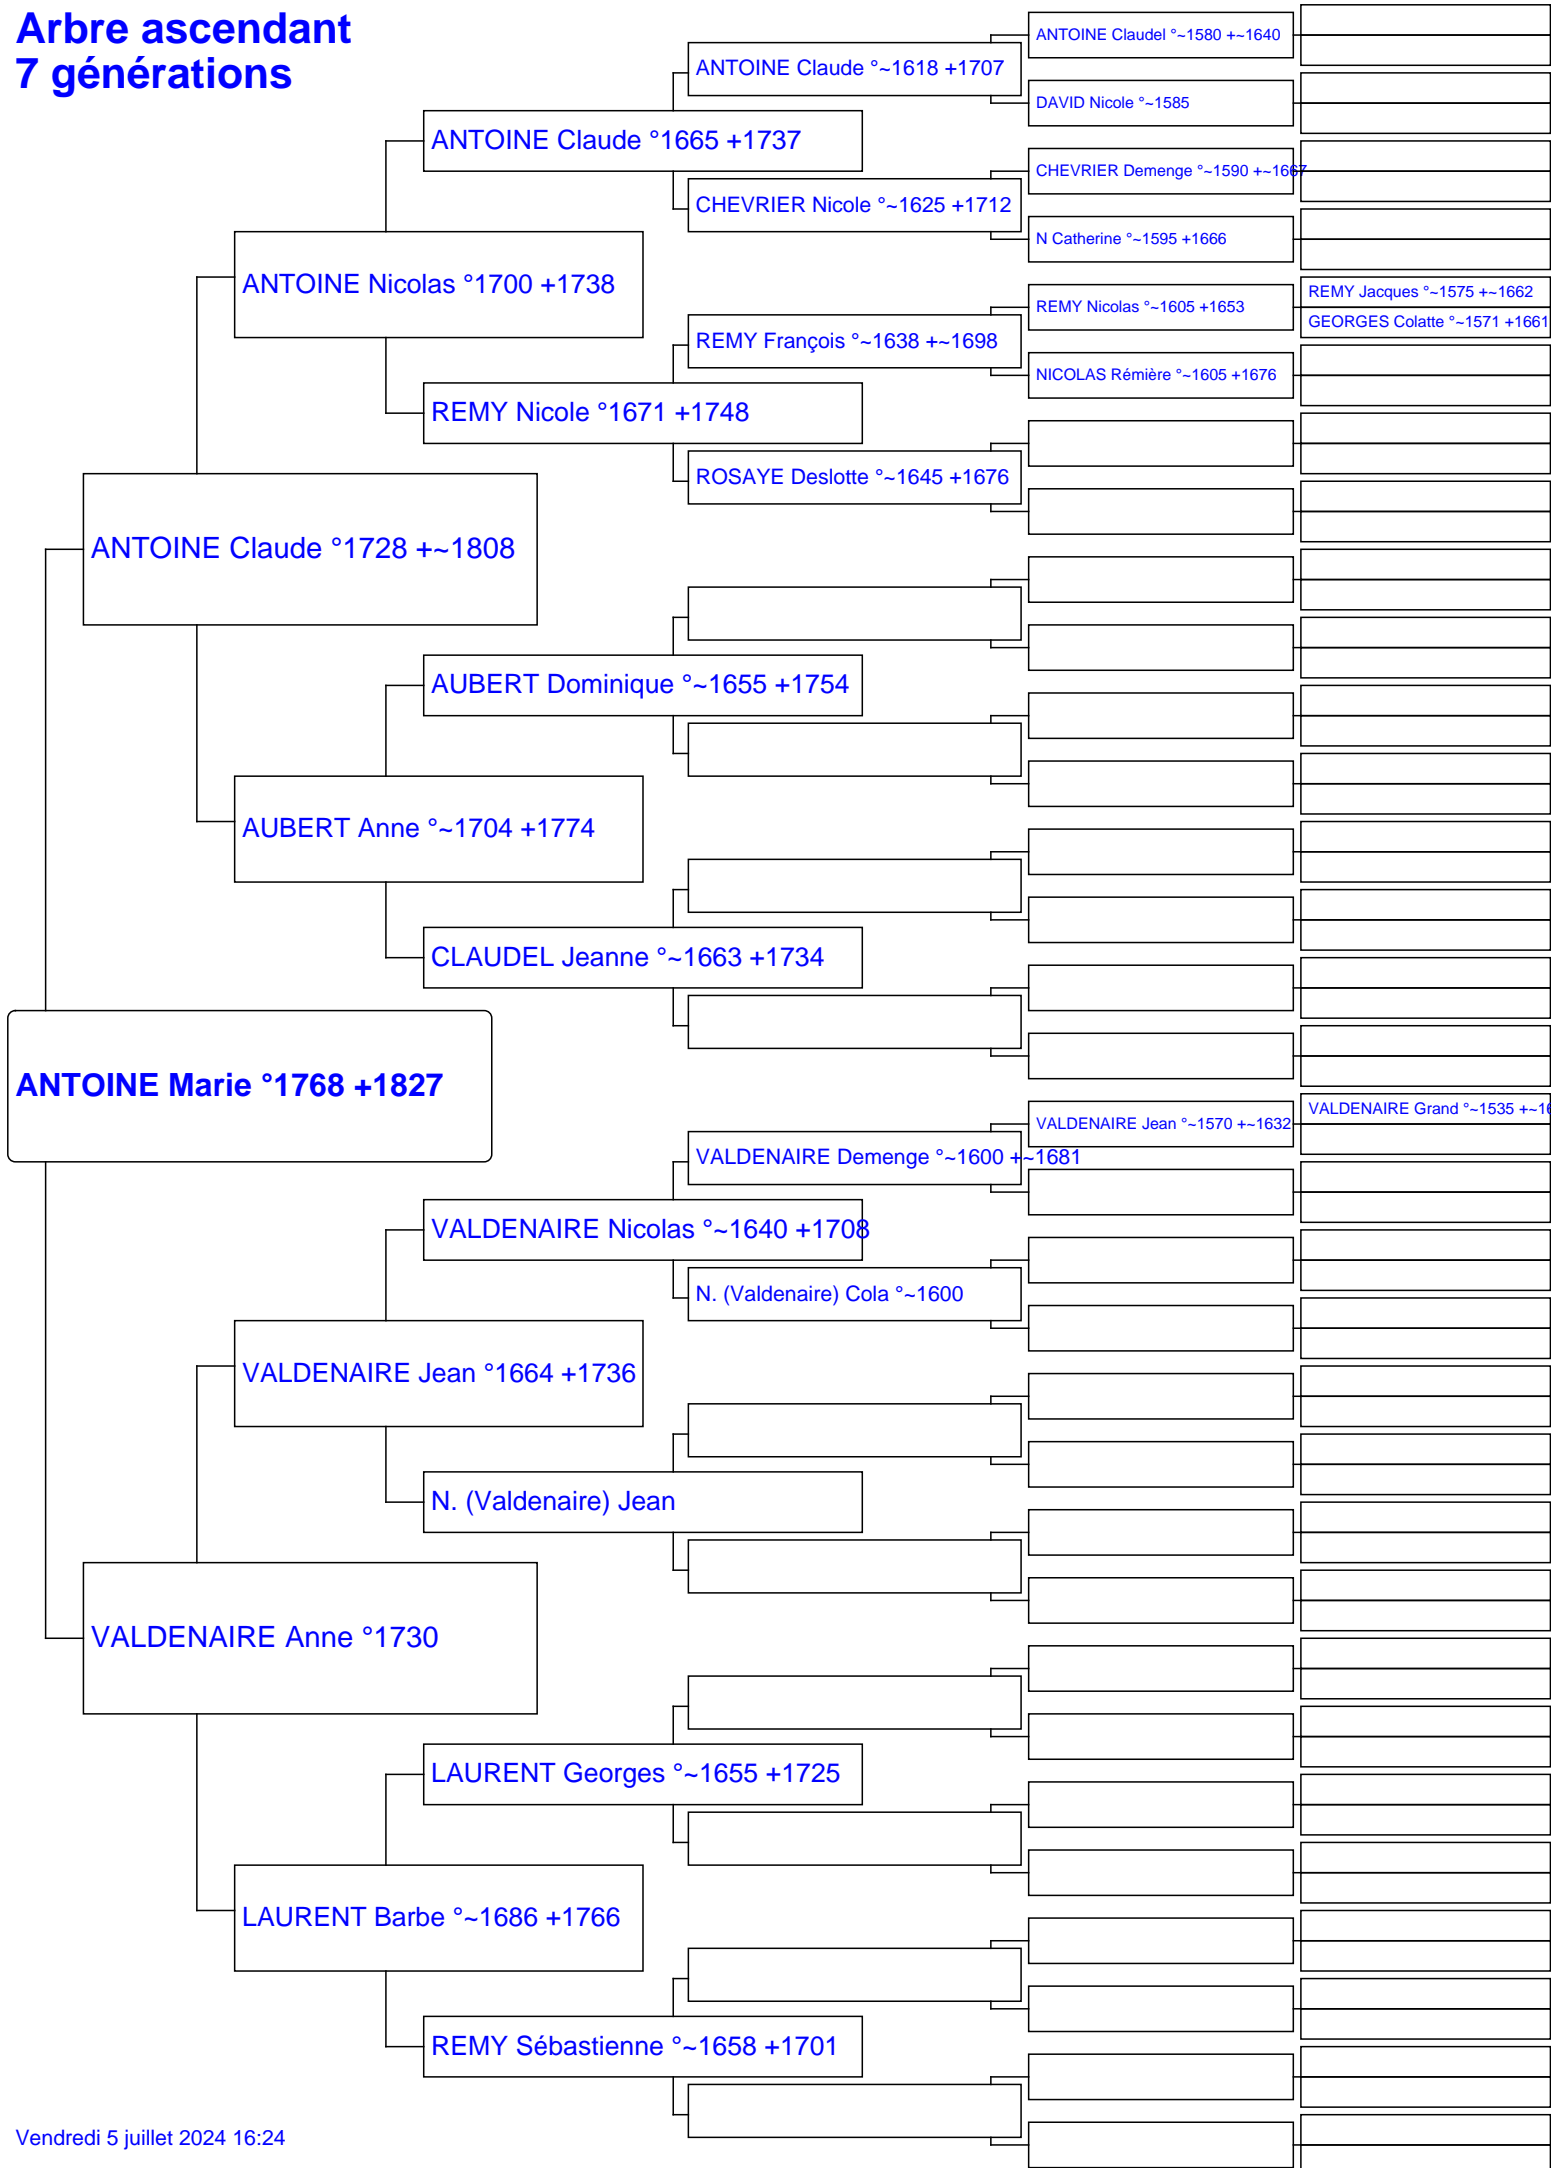 Arbre ascendant
7 générations
ANTOINE Claudel °~1580 +~1640
ANTOINE Claude °~1618 +1707
DAVID Nicole °~1585
ANTOINE Claude °1665 +1737
CHEVRIER Demenge °~1590 +~1667
CHEVRIER Nicole °~1625 +1712
N Catherine °~1595 +1666
ANTOINE Nicolas °1700 +1738
REMY Jacques °~1575 +~1662
REMY Nicolas °~1605 +1653
GEORGES Colatte °~1571 +1661
REMY François °~1638 +~1698
NICOLAS Rémière °~1605 +1676
REMY Nicole °1671 +1748
ROSAYE Deslotte °~1645 +1676
ANTOINE Claude °1728 +~1808
AUBERT Dominique °~1655 +1754
AUBERT Anne °~1704 +1774
CLAUDEL Jeanne °~1663 +1734
ANTOINE Marie °1768 +1827
VALDENAIRE Grand °~1535 +~16
VALDENAIRE Jean °~1570 +~1632
VALDENAIRE Demenge °~1600 +~1681
VALDENAIRE Nicolas °~1640 +1708
N. (Valdenaire) Cola °~1600
VALDENAIRE Jean °1664 +1736
N. (Valdenaire) Jean
VALDENAIRE Anne °1730
LAURENT Georges °~1655 +1725
LAURENT Barbe °~1686 +1766
REMY Sébastienne °~1658 +1701
Vendredi 5 juillet 2024 16:24